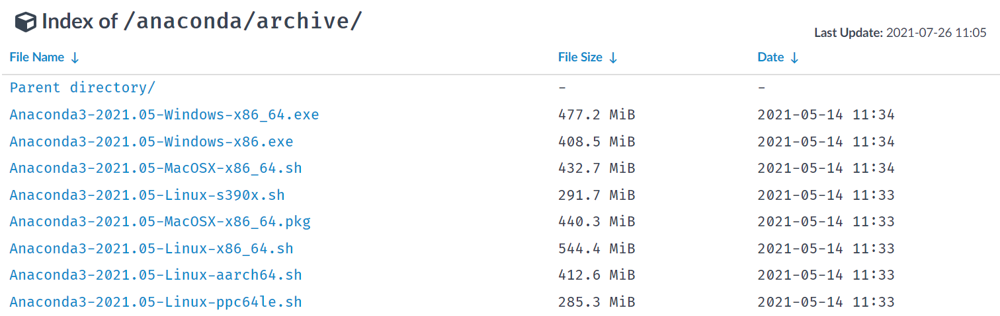 Index of /anaconda/archive/
Last Update: 2021-07-26 11:05
File Name ↓ File Size ↓ Date ↓
Parent directory/ - -
Anaconda3-2021.05-Windows-x86_64.exe 477.2 MiB 2021-05-14 11:34
Anaconda3-2021.05-Windows-x86.exe 408.5 MiB 2021-05-14 11:34
Anaconda3-2021.05-MacOSX-x86_64.sh 432.7 MiB 2021-05-14 11:34
Anaconda3-2021.05-Linux-s390x.sh 291.7 MiB 2021-05-14 11:33
Anaconda3-2021.05-MacOSX-x86_64.pkg 440.3 MiB 2021-05-14 11:33
Anaconda3-2021.05-Linux-x86_64.sh 544.4 MiB 2021-05-14 11:33
Anaconda3-2021.05-Linux-aarch64.sh 412.6 MiB 2021-05-14 11:33
Anaconda3-2021.05-Linux-ppc64le.sh 285.3 MiB 2021-05-14 11:33